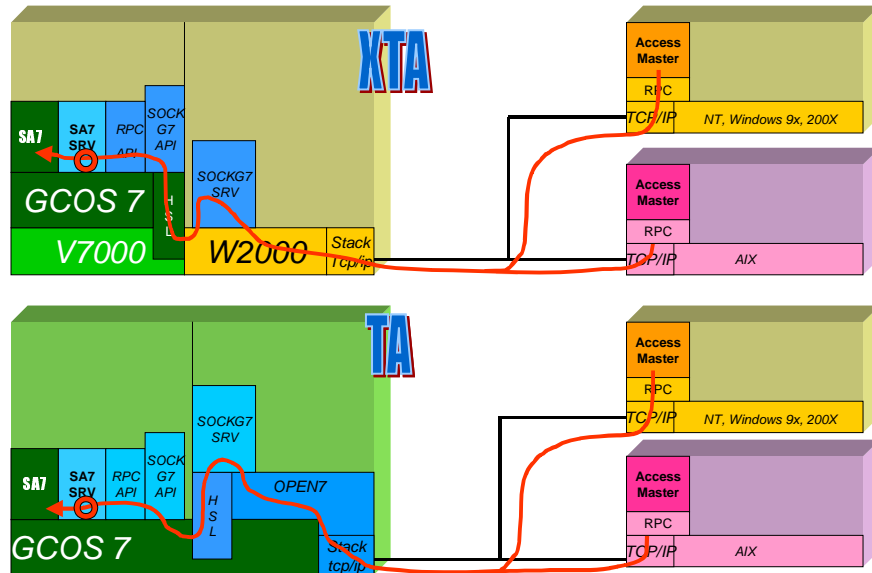 XTA
Access
Master
RPC
TCP/IP
NT, Windows 9x, 200X
SA7
SA7
SRV
RPC
API
SOCK
G7
API
SOCKG7
SRV
GCOS 7
H
S
L
V7000
W2000
Stack
Tcp/ip
Access
Master
RPC
TCP/IP
AIX
TA
Access
Master
RPC
TCP/IP
NT, Windows 9x, 200X
SOCKG7
SRV
SA7
SA7
SRV
RPC
API
SOCK
G7
API
H
S
L
OPEN7
GCOS 7
Stack
tcp/ip
Access
Master
RPC
TCP/IP
AIX